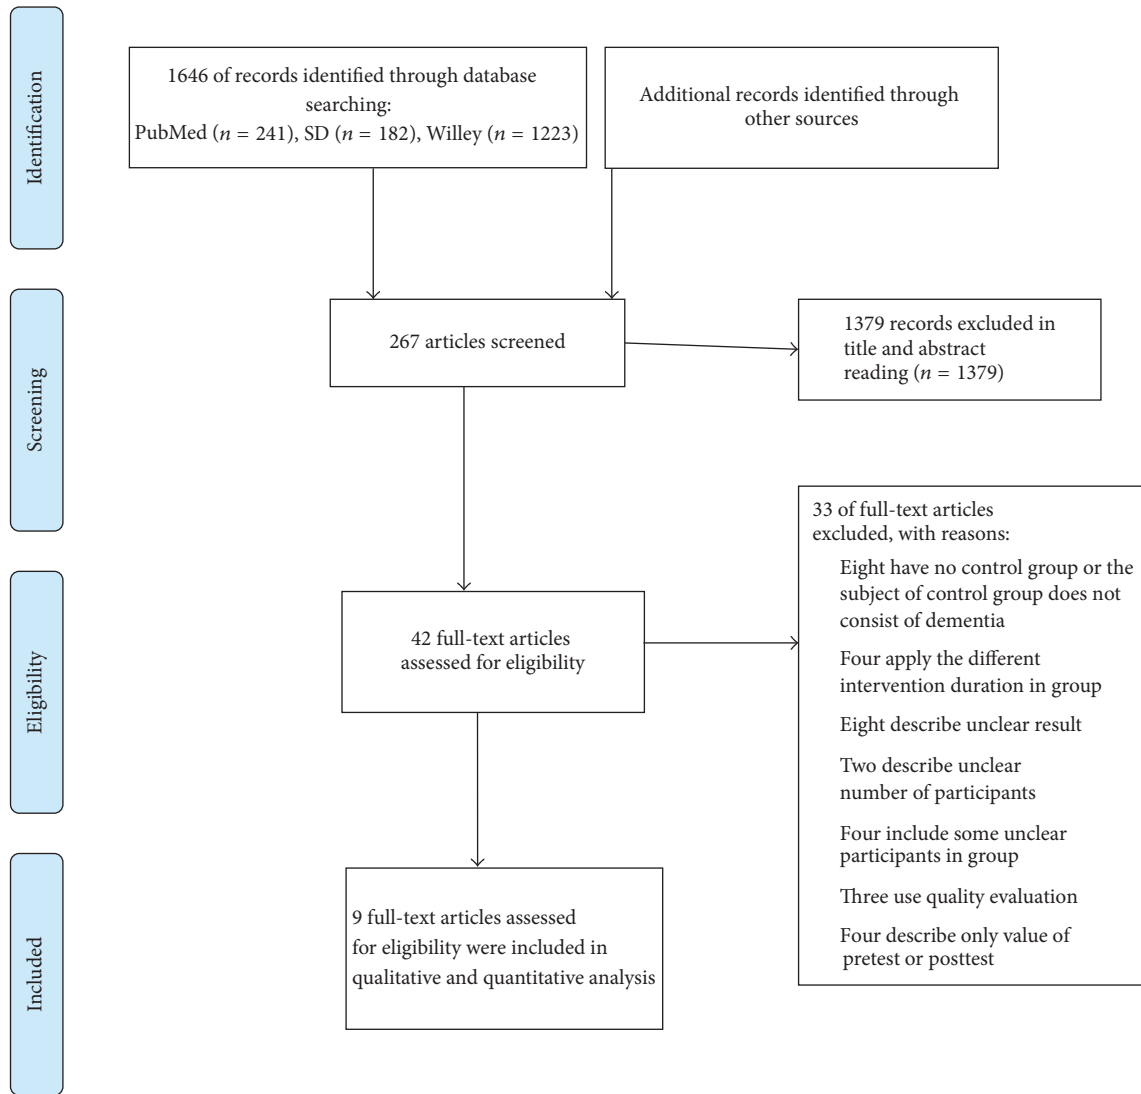 Identification
1646 of records identified through database
searching:
PubMed (n = 241), SD (n = 182), Willey (n = 1223)
Additional records identified through
other sources
Screening
267 articles screened
1379 records excluded in
title and abstract
reading (n = 1379)
Eligibility
42 full-text articles
assessed for eligibility
33 of full-text articles
excluded, with reasons:
Eight have no control group or the
subject of control group does not
consist of dementia
Four apply the different
intervention duration in group
Eight describe unclear result
Two describe unclear
number of participants
Four include some unclear
participants in group
Three use quality evaluation
Four describe only value of
pretest or posttest
Included
9 full-text articles assessed
for eligibility were included in
qualitative and quantitative analysis